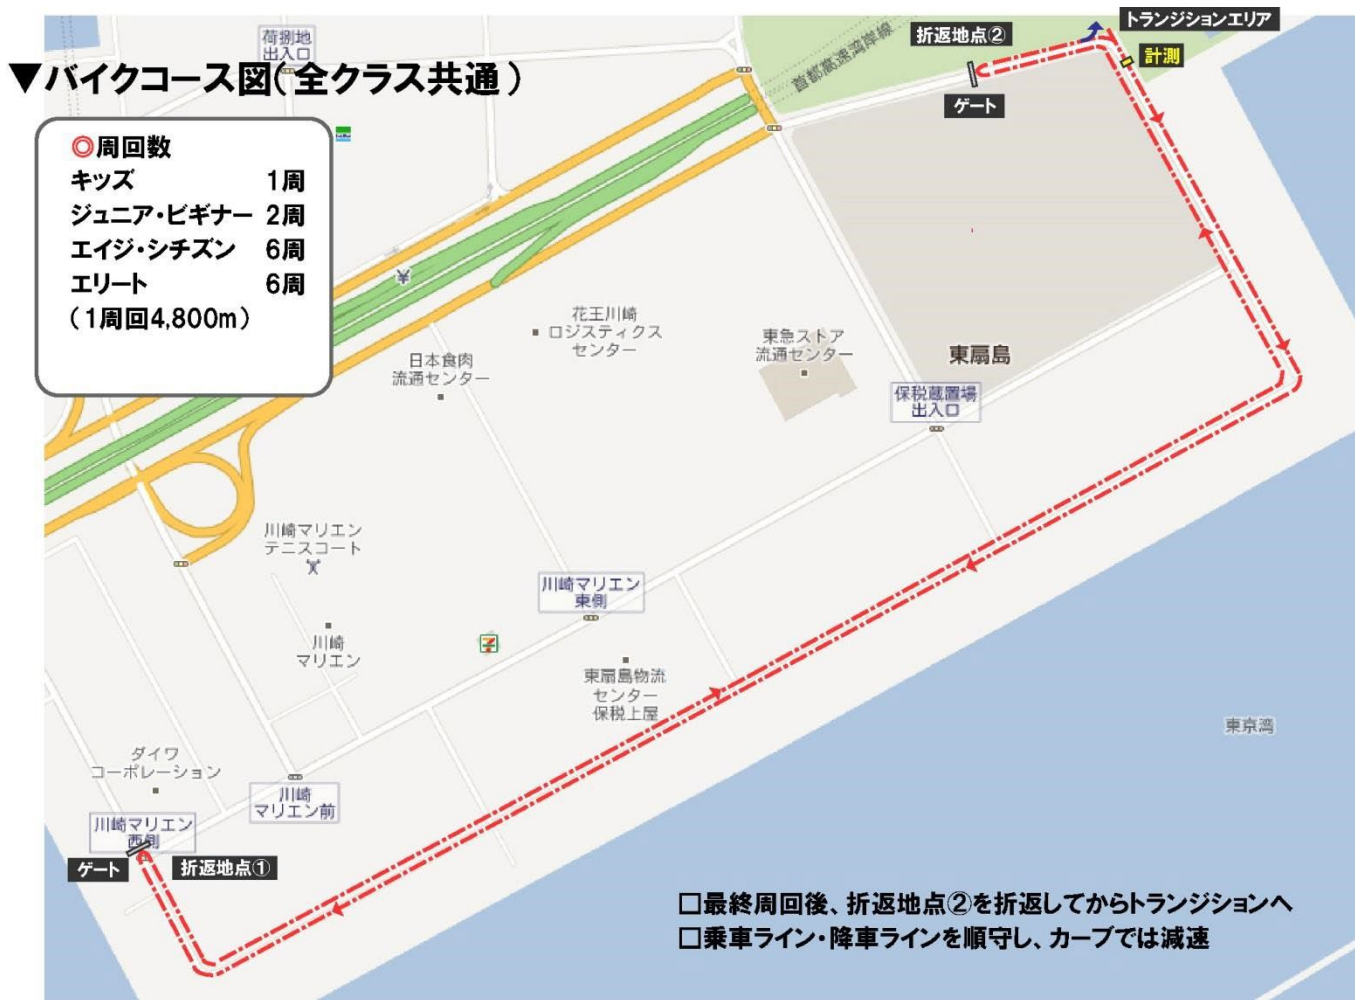 ▼バイクコース図(全クラス共通)
◎周回数
キッズ 1周
ジュニア・ビギナー 2周
エイジ・シチズン 6周
エリート 6周
(1周回4,800m)
荷捌地
出入口
首都高速湾岸線
折返地点②
トランジションエリア
計測
ゲート
¥
花王川崎
ロジスティクス
センター
日本食肉
流通センター
東急ストア
流通センター
東扇島
保税蔵置場
出入口
川崎マリエン
テニスコート
川崎マリエン
東側
川崎
マリエン
東扇島物流
センター
保税上屋
東京湾
ダイワ
コーポレーション
川崎
マリエン前
川崎マリエン
西側
ゲート
折返地点①
□最終周回後、折返地点②を折返してからトランジションへ
□乗車ライン・降車ラインを順守し、カーブでは減速